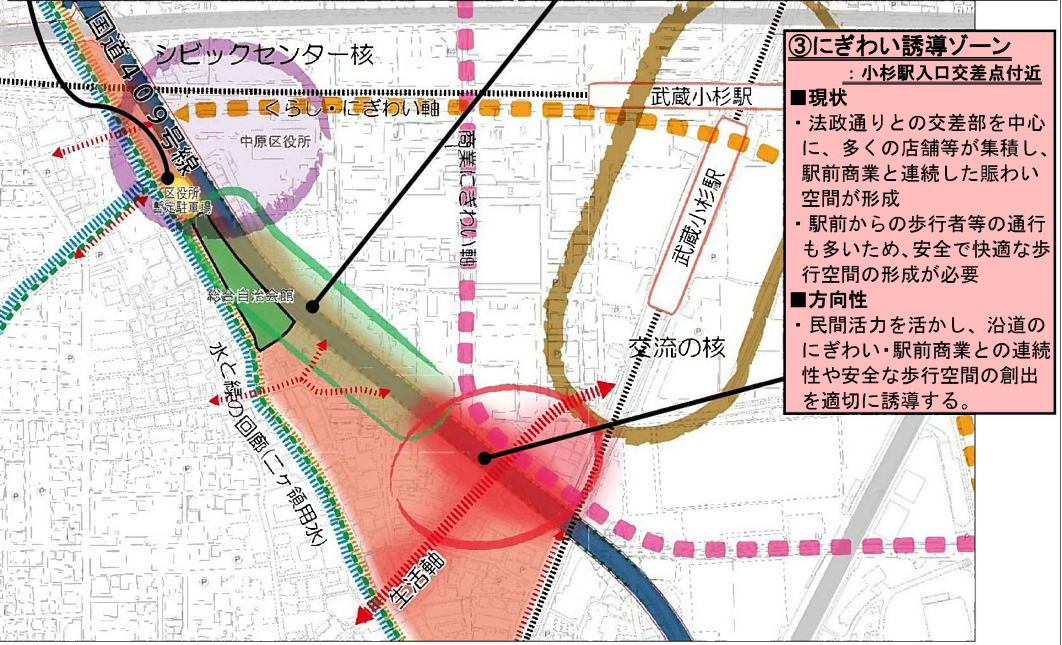 国道409号線
シビックセンター核
くらし・にぎわい軸
中原区役所
区役所
暫定駐車場
商業にぎわい軸
武蔵小杉駅
武蔵小杉駅
総合自治会館
交流の核
水と緑の回廊(二ヶ領用水)
生活軸
③にぎわい誘導ゾーン
：小杉駅入口交差点付近
■現状
・法政通りとの交差部を中心
に、多くの店舗等が集積し、
駅前商業と連続した賑わい
空間が形成
・駅前からの歩行者等の通行
も多いため、安全で快適な歩
行空間の形成が必要
■方向性
・民間活力を活かし、沿道の
にぎわい・駅前商業との連続
性や安全な歩行空間の創出
を適切に誘導する。